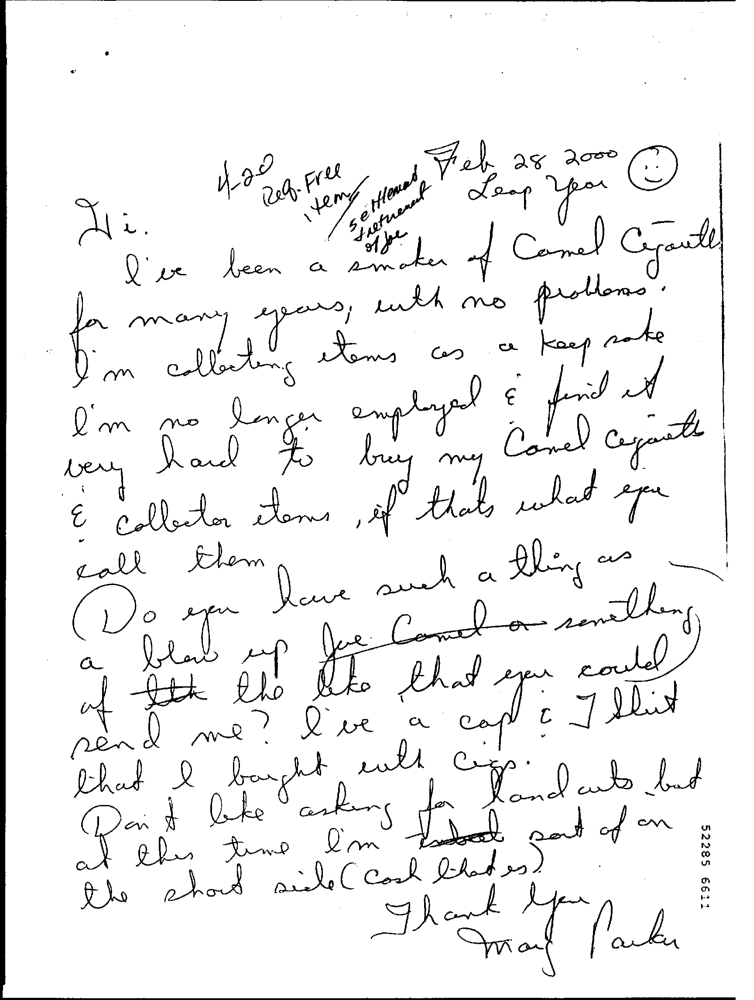 Feb 28 2000
Leap Year
4-20
Req. Free
item/
settlement
& retirement
of Joe
Hi.
I've been a smoker of Camel
for many years, with no problems.
I'm collecting items as a keep sake
I'm no longer employed & find it
very hard to buy my Camel
& collector items, if thats what you
call them
Do you have such a thing as
a blow up Joe Camel or something
of the like that you could
send me? I've a cap & T Shirt
that I bought with Cigs.
Don't like asking for handouts but
at this time I'm sort of on
the short side (cash that is).
Thank You
Mary Parker
52285 6611